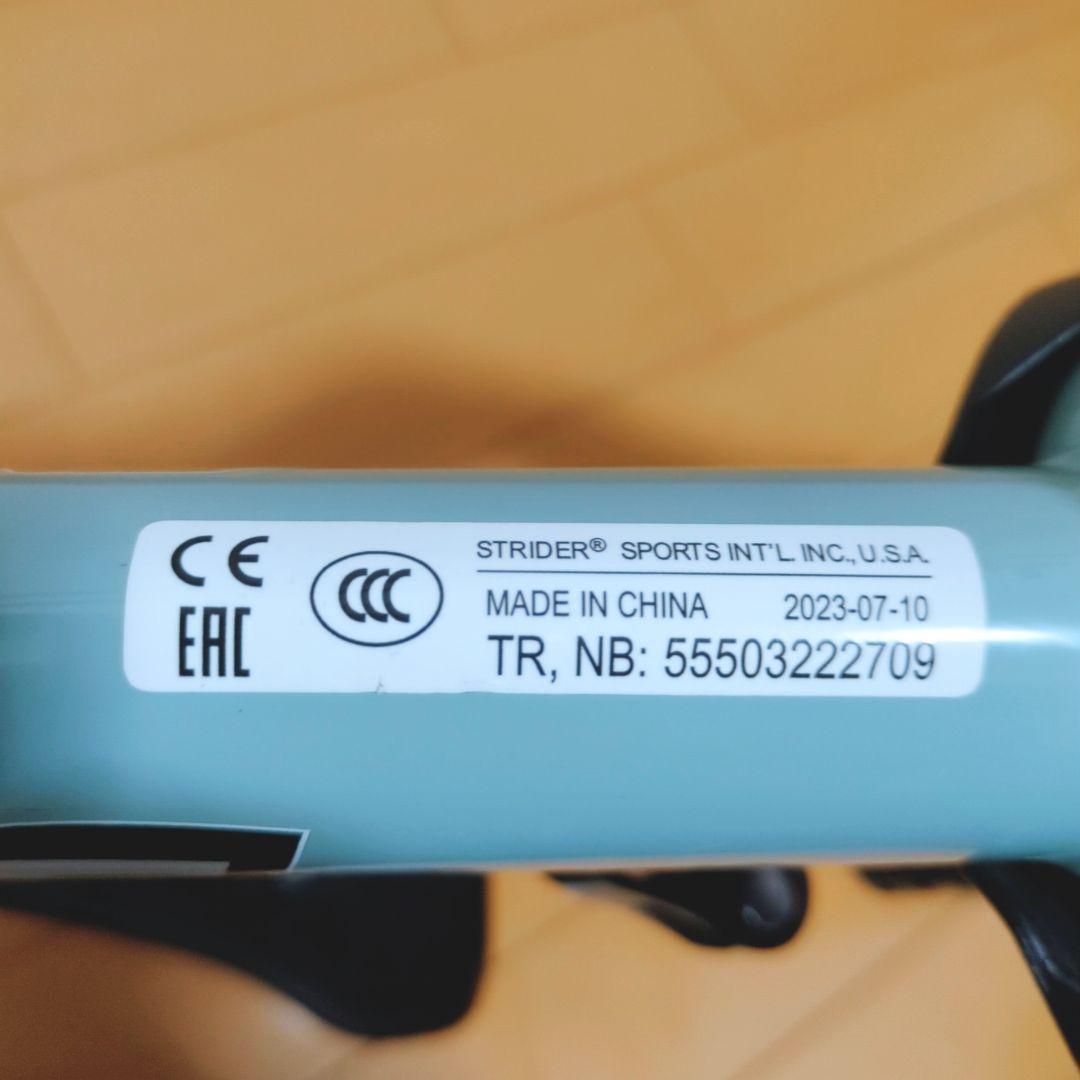 CE
EAC
CCC
STRIDER® SPORTS INT'L. INC., U.S.A.
MADE IN CHINA 2023-07-10
TR, NB: 55503222709